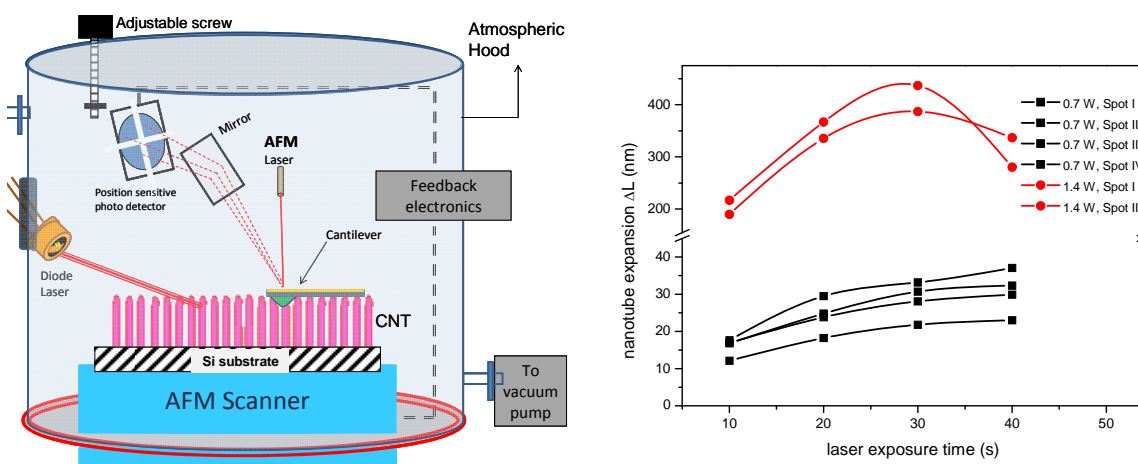 Adjustable screw
Atmospheric
Hood
Mirror
AFM
Laser
Position sensitive
photo detector
Feedback
electronics
Cantilever
Diode
Laser
CNT
Si substrate
AFM Scanner
To
vacuum
pump
nanotube expansion ΔL (nm)
400
300
200
40
30
20
10
0
0.7 W, Spot I
0.7 W, Spot II
0.7 W, Spot II
0.7 W, Spot IV
1.4 W, Spot I
1.4 W, Spot II
10
20
30
40
50
laser exposure time (s)